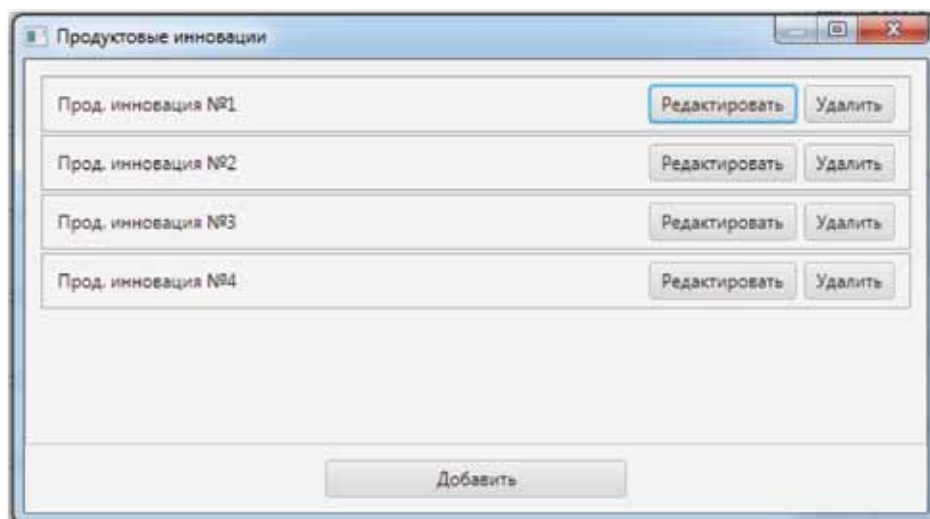 Продуктовые инновации
Прод. инновация №1 Редактировать Удалить
Прод. инновация №2 Редактировать Удалить
Прод. инновация №3 Редактировать Удалить
Прод. инновация №4 Редактировать Удалить
Добавить